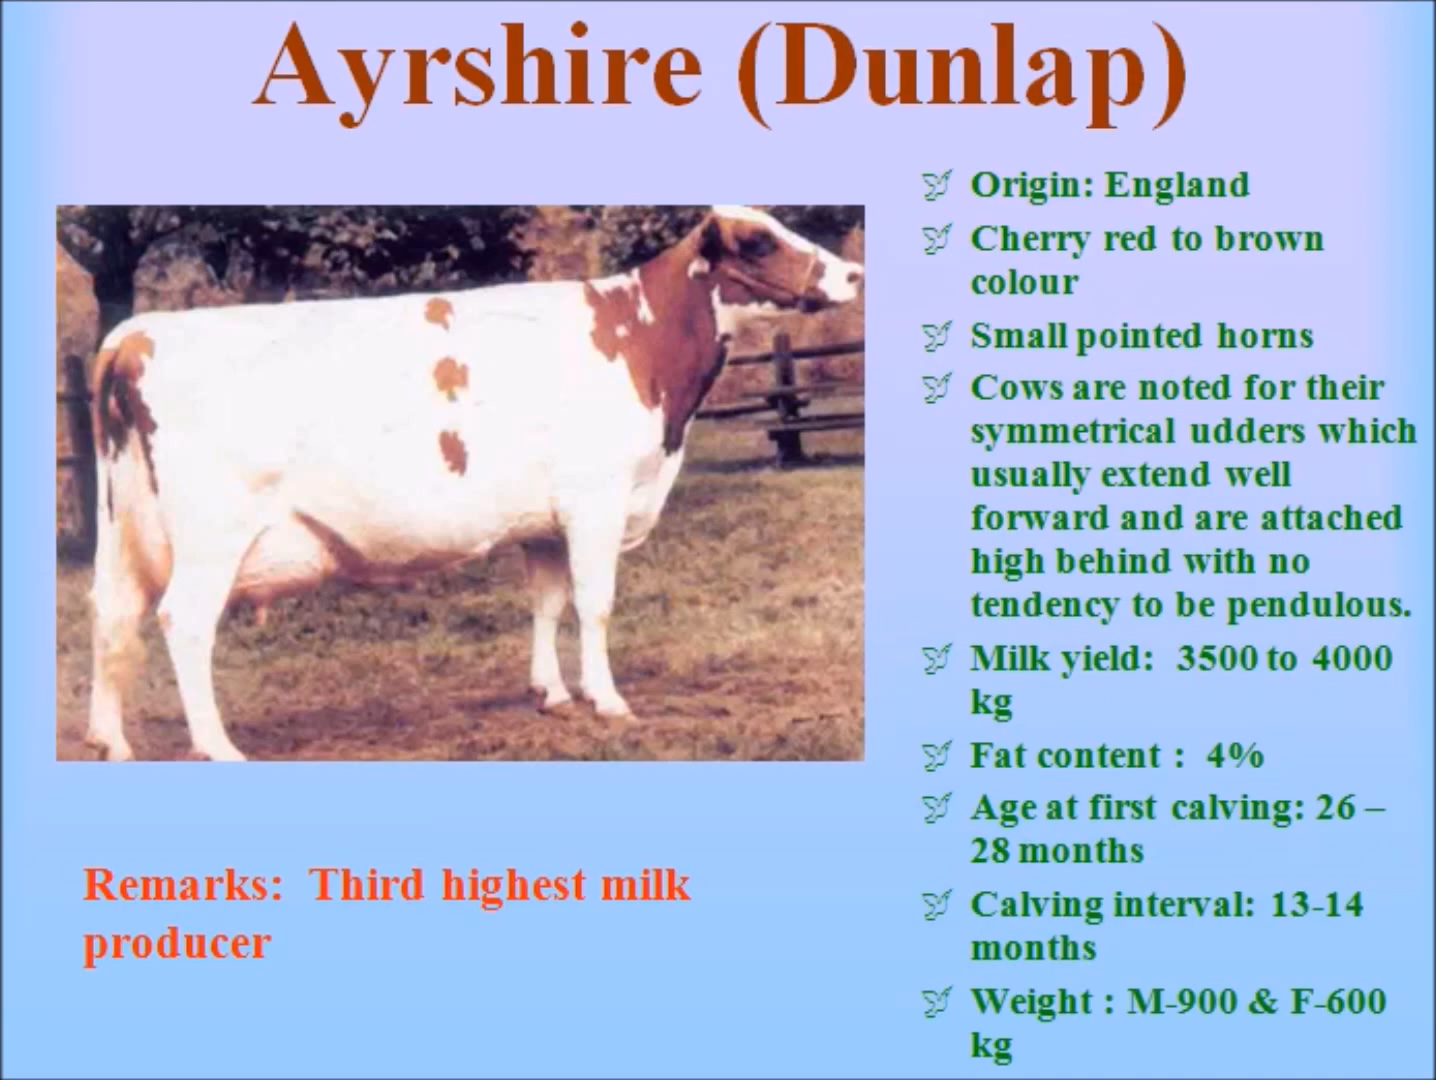 Ayrshire (Dunlap)
Origin: England
Cherry red to brown
colour
Small pointed horns
Cows are noted for their
symmetrical udders which
usually extend well
forward and are attached
high behind with no
tendency to be pendulous.
Milk yield: 3500 to 4000
kg
Fat content : 4%
Age at first calving: 26 –
28 months
Calving interval: 13-14
months
Weight : M-900 & F-600
kg
Remarks: Third highest milk
producer